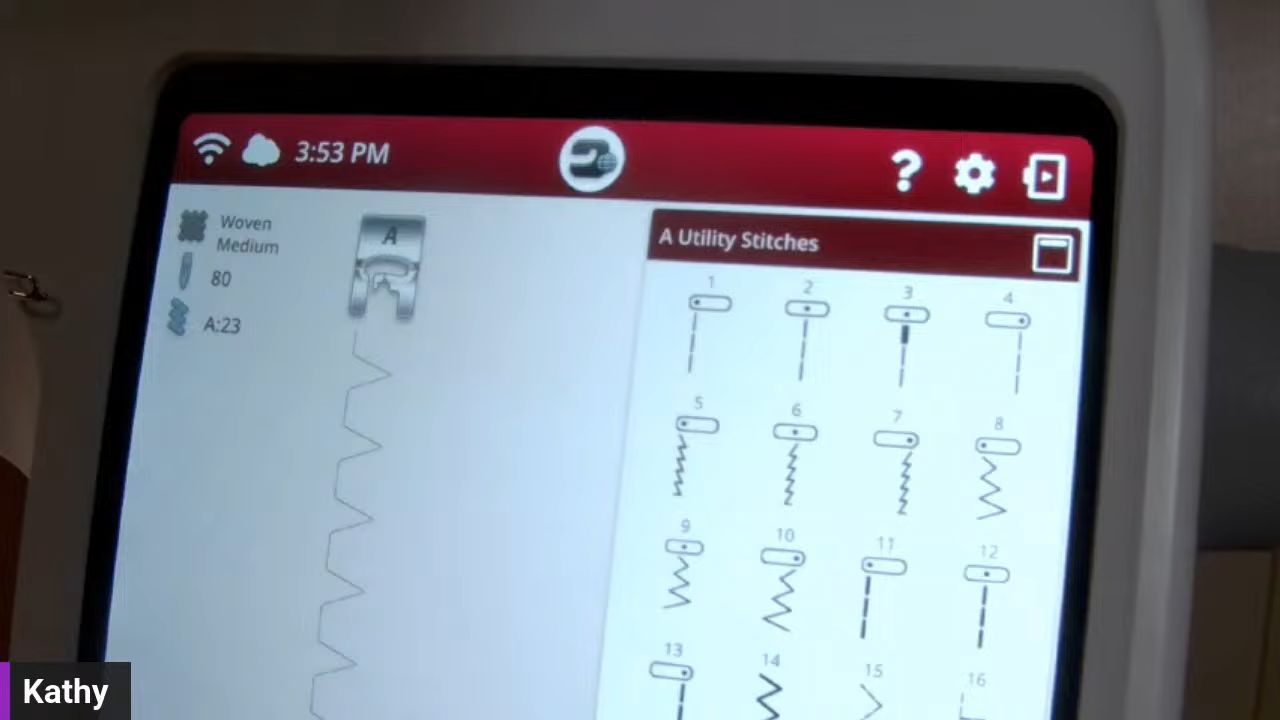 3:53 PM
?
Woven
Medium
80
A:23
A
A Utility Stitches
1 2 3 4
5 6 7 8
9 10 11 12
13 14 15 16
Kathy